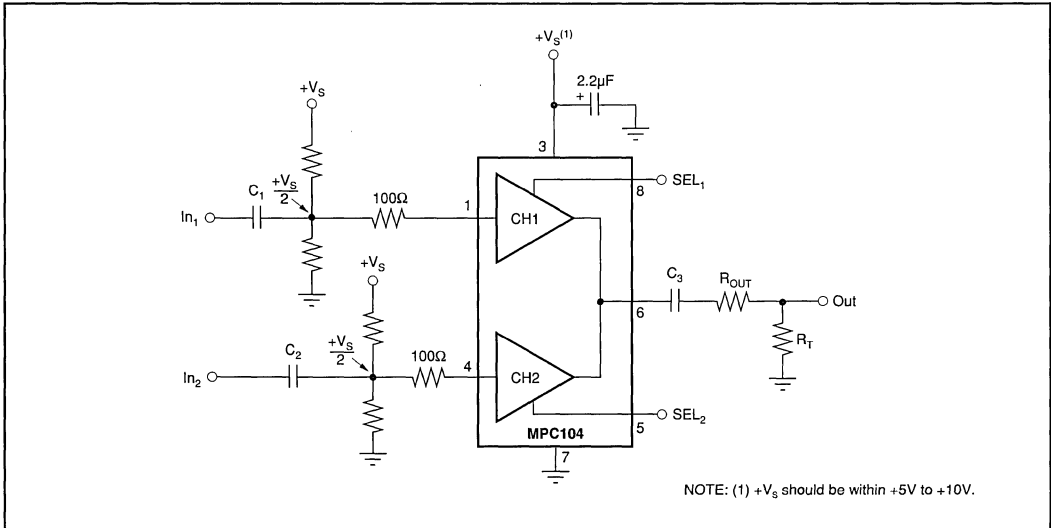 +VS(1)
2.2µF
+
+VS
3
8
SEL1
C1
+VS
2
100Ω
1
In1
CH1
+VS
C3
ROUT
Out
6
RT
C2
+VS
2
100Ω
4
In2
CH2
SEL2
5
MPC104
7
NOTE: (1) +VS should be within +5V to +10V.